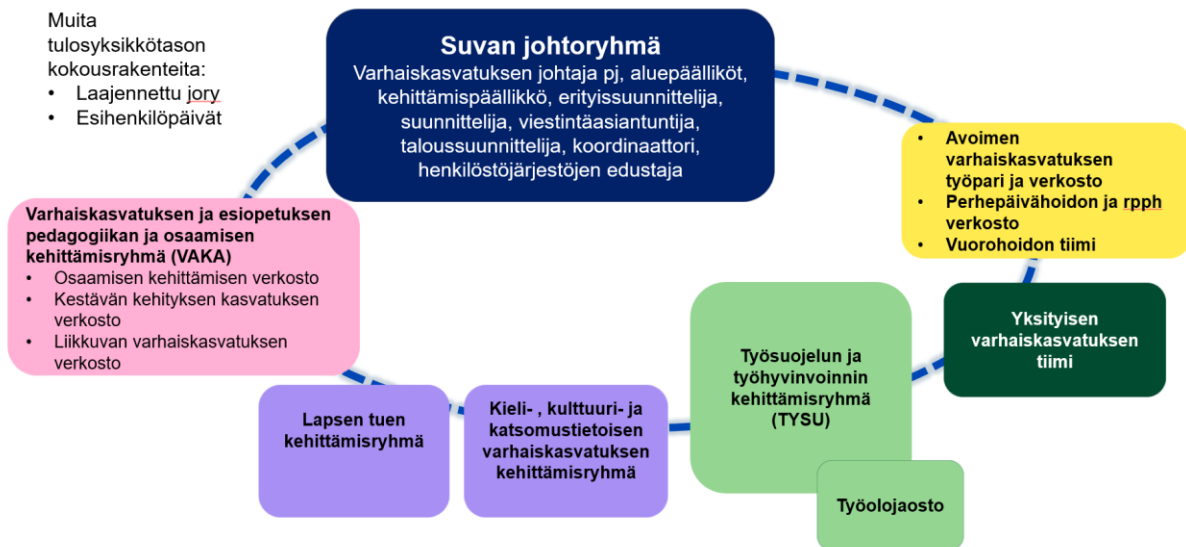 Muita
tulosyksikkötason
kokousrakenteita:
• Laajennettu jory
• Esihenkilöpäivät
Suvan johtoryhmä
Varhaiskasvatuksen johtaja pj, aluepäälliköt,
kehittämispäällikkö, erityissuunnittelija,
suunnittelija, viestintäasiantuntija,
taloussuunnittelija, koordinaattori,
henkilöstöjärjestöjen edustaja
• Avoimen
varhaiskasvatuksen
työpari ja verkosto
• Perhepäivähoidon ja rpph
verkosto
• Vuorohoidon tiimi
Varhaiskasvatuksen ja esiopetuksen
pedagogiikan ja osaamisen
kehittämisryhmä (VAKA)
• Osaamisen kehittämisen verkosto
• Kestävän kehityksen kasvatuksen
verkosto
• Liikkuvan varhaiskasvatuksen
verkosto
Yksityisen
varhaiskasvatuksen
tiimi
Työsuojelun ja
työhyvinvoinnin
kehittämisryhmä
(TYSU)
Lapsen tuen
kehittämisryhmä
Kieli- , kulttuuri- ja
katsomustietoisen
varhaiskasvatuksen
kehittämisryhmä
Työolojaosto